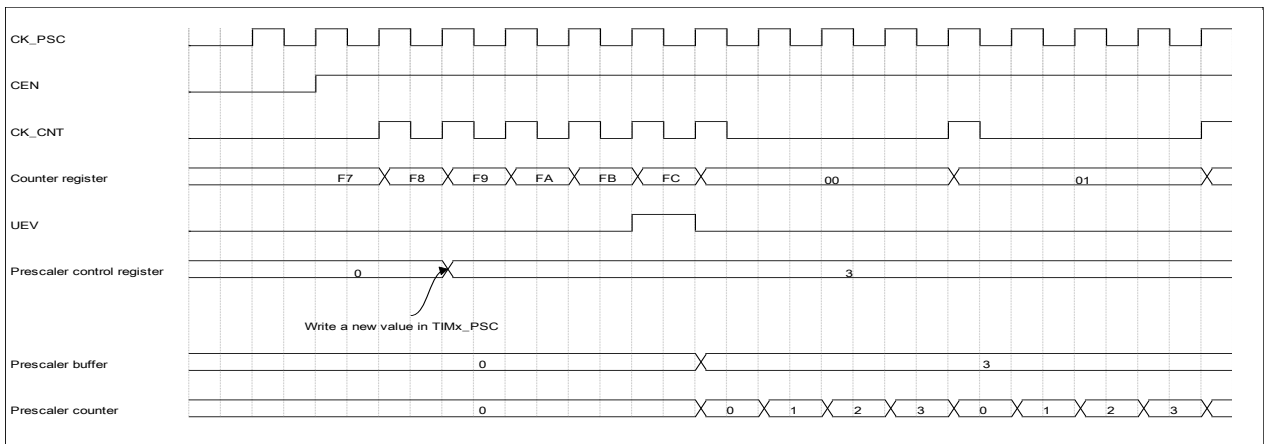 CK_PSC
CEN
CK_CNT
Counter register F7 F8 F9 FA FB FC 00 01
UEV
Prescaler control register 0 3
Write a new value in TIMx_PSC
Prescaler buffer 0 3
Prescaler counter 0 0 1 2 3 0 1 2 3